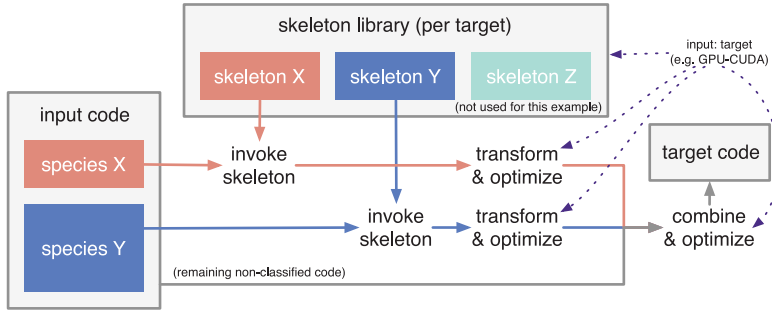 skeleton library (per target)
skeleton X
skeleton Y
skeleton Z
(not used for this example)
input: target
(e.g. GPU-CUDA)
input code
species X
species Y
invoke
skeleton
transform
& optimize
target code
invoke
skeleton
transform
& optimize
combine
& optimize
(remaining non-classified code)